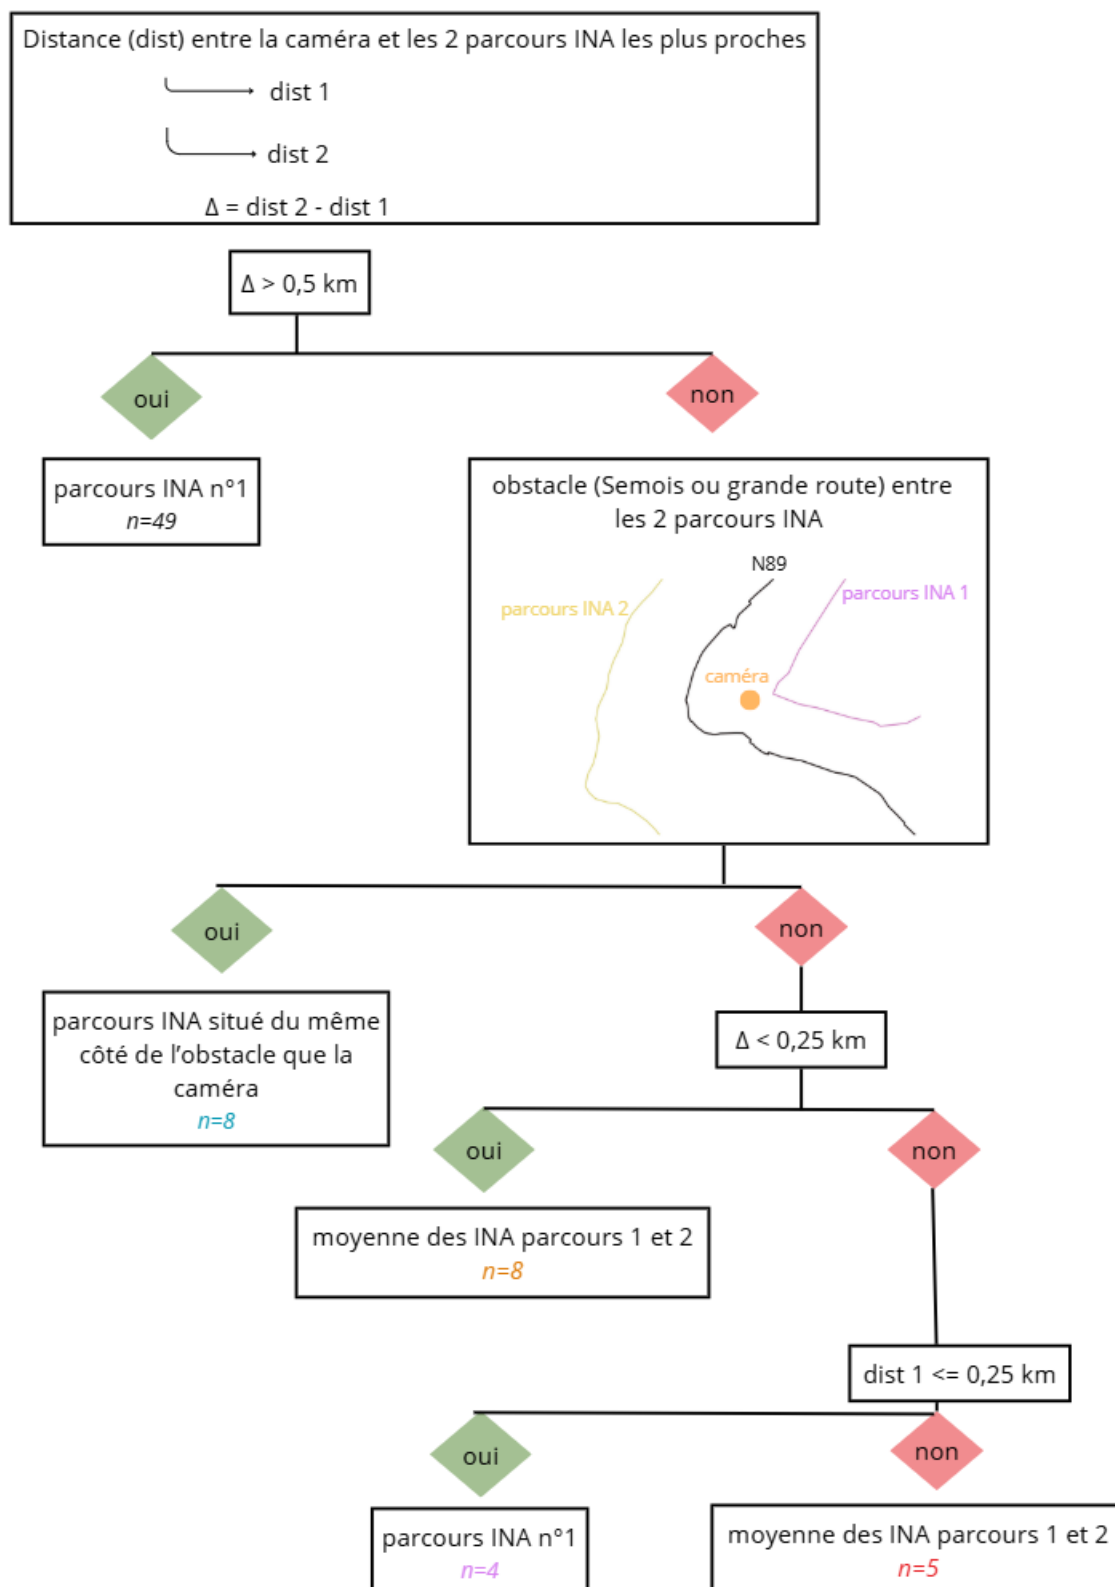 Distance (dist) entre la caméra et les 2 parcours INA les plus proches
dist 1
dist 2
Δ = dist 2 - dist 1
Δ > 0,5 km
oui
non
parcours INA n°1
n=49
obstacle (Semois ou grande route) entre
les 2 parcours INA
N89
parcours INA 2
parcours INA 1
caméra
oui
non
parcours INA situé du même
côté de l'obstacle que la
caméra
n=8
Δ < 0,25 km
oui
non
moyenne des INA parcours 1 et 2
n=8
dist 1 <= 0,25 km
oui
non
parcours INA n°1
n=4
moyenne des INA parcours 1 et 2
n=5